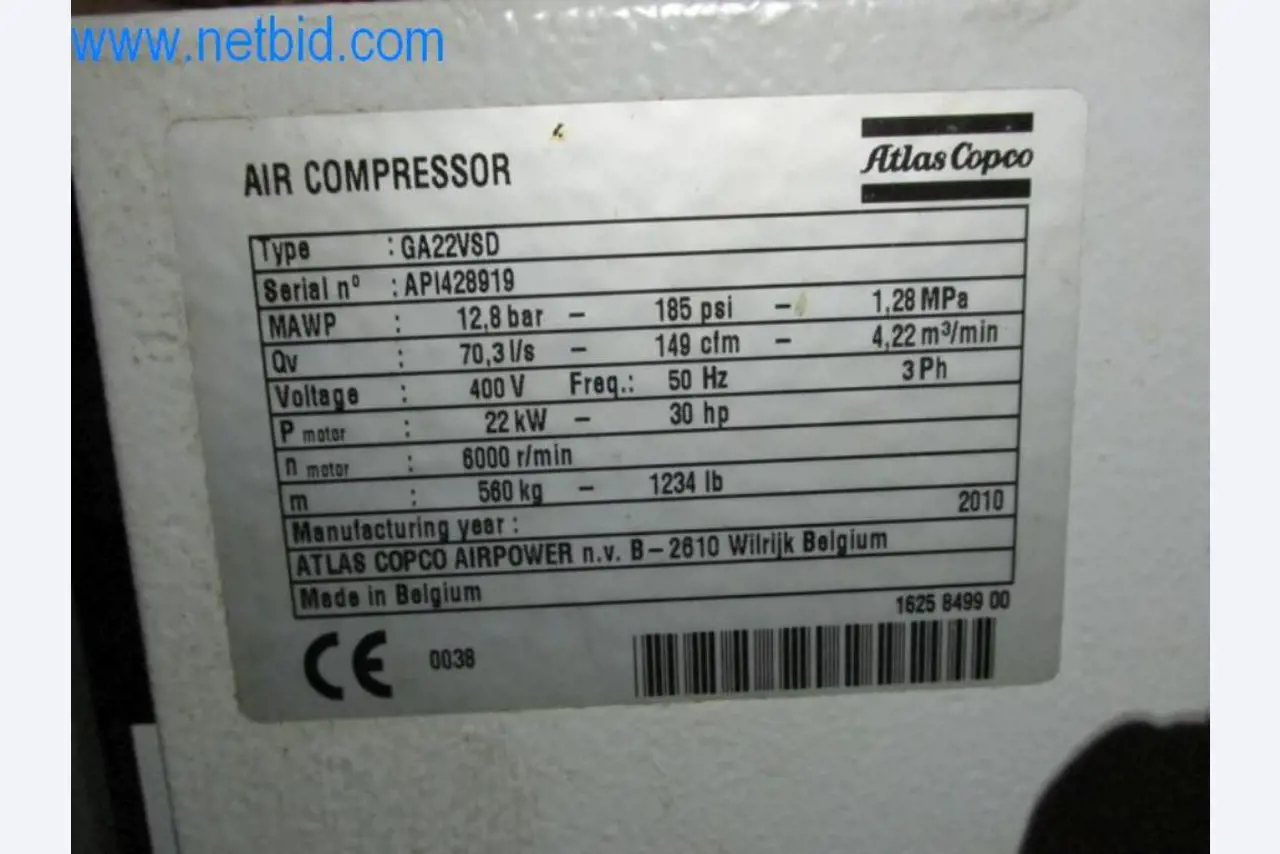 www.netbid.com
AIR COMPRESSOR
Atlas Copco
Type : GA22VSD
Serial nº : API428919
MAWP : 12,8 bar – 185 psi – 1,28 MPa
Qv : 70,3 l/s – 149 cfm – 4,22 m³/min
Voltage : 400 V Freq.: 50 Hz 3 Ph
P motor : 22 kW – 30 hp
n motor : 6000 r/min
m : 560 kg – 1234 lb
Manufacturing year : 2010
ATLAS COPCO AIRPOWER n.v. B – 2610 Wilrijk Belgium
Made in Belgium
1625 8499 00
CE 0038